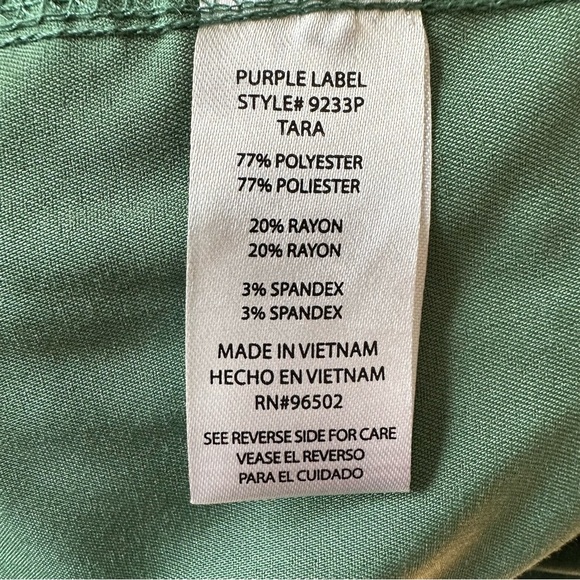 PURPLE LABEL
STYLE# 9233P
TARA
77% POLYESTER
77% POLIESTER
20% RAYON
20% RAYON
3% SPANDEX
3% SPANDEX
MADE IN VIETNAM
HECHO EN VIETNAM
RN#96502
SEE REVERSE SIDE FOR CARE
VEASE EL REVERSO
PARA EL CUIDADO